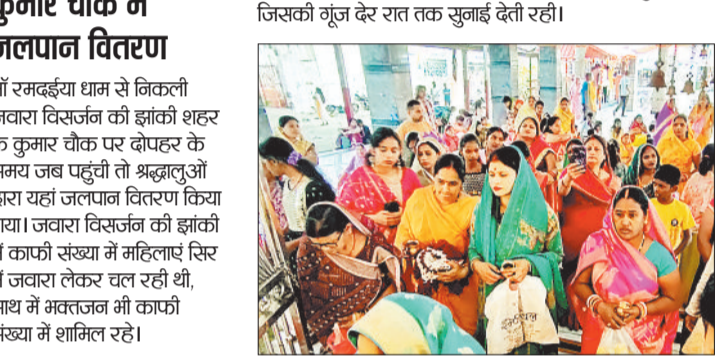 कुमार चौक में
जलपान वितरण
रमदईया धाम से निकली
जवारा विसर्जन की झांकी शहर
के कुमार चौक पर दोपहर के
समय जब पहुंची तो श्रद्धालुओं
द्वारा यहां जलपान वितरण किया
गया। जवारा विसर्जन की झांकी
में काफी संख्या में महिलाएं सिर
में जवारा लेकर चल रही थी,
साथ में भक्तजन भी काफी
संख्या में शामिल रहे।
जिसकी गूंज देर रात तक सुनाई देती रही।